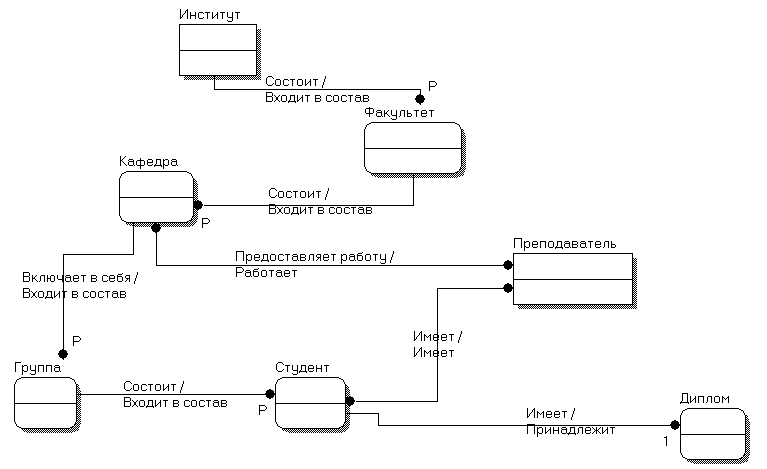 Институт
Состоит /
Входит в состав
P
Факультет
Кафедра
Состоит /
Входит в состав
P
Преподаватель
Предоставляет работу /
Работает
Включает в себя /
Входит в состав
P
Имеет /
Имеет
Группа
Студент
Состоит /
Входит в состав
P
Диплом
Имеет /
Принадлежит
1